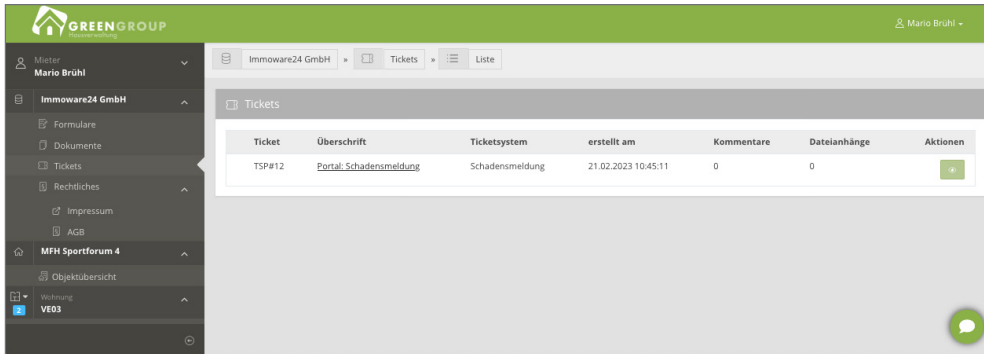 GREENGROUP
Hausverwaltung
Mario Brühl
Mieter
Mario Brühl
Immoware24 GmbH
Formulare
Dokumente
Tickets
Rechtliches
Impressum
AGB
MFH Sportforum 4
Objektübersicht
Wohnung
2 VE03
Immoware24 GmbH » Tickets » Liste
Tickets
Ticket Überschrift Ticketsystem erstellt am Kommentare Dateianhänge Aktionen
TSP#12 Portal: Schadensmeldung Schadensmeldung 21.02.2023 10:45:11 0 0